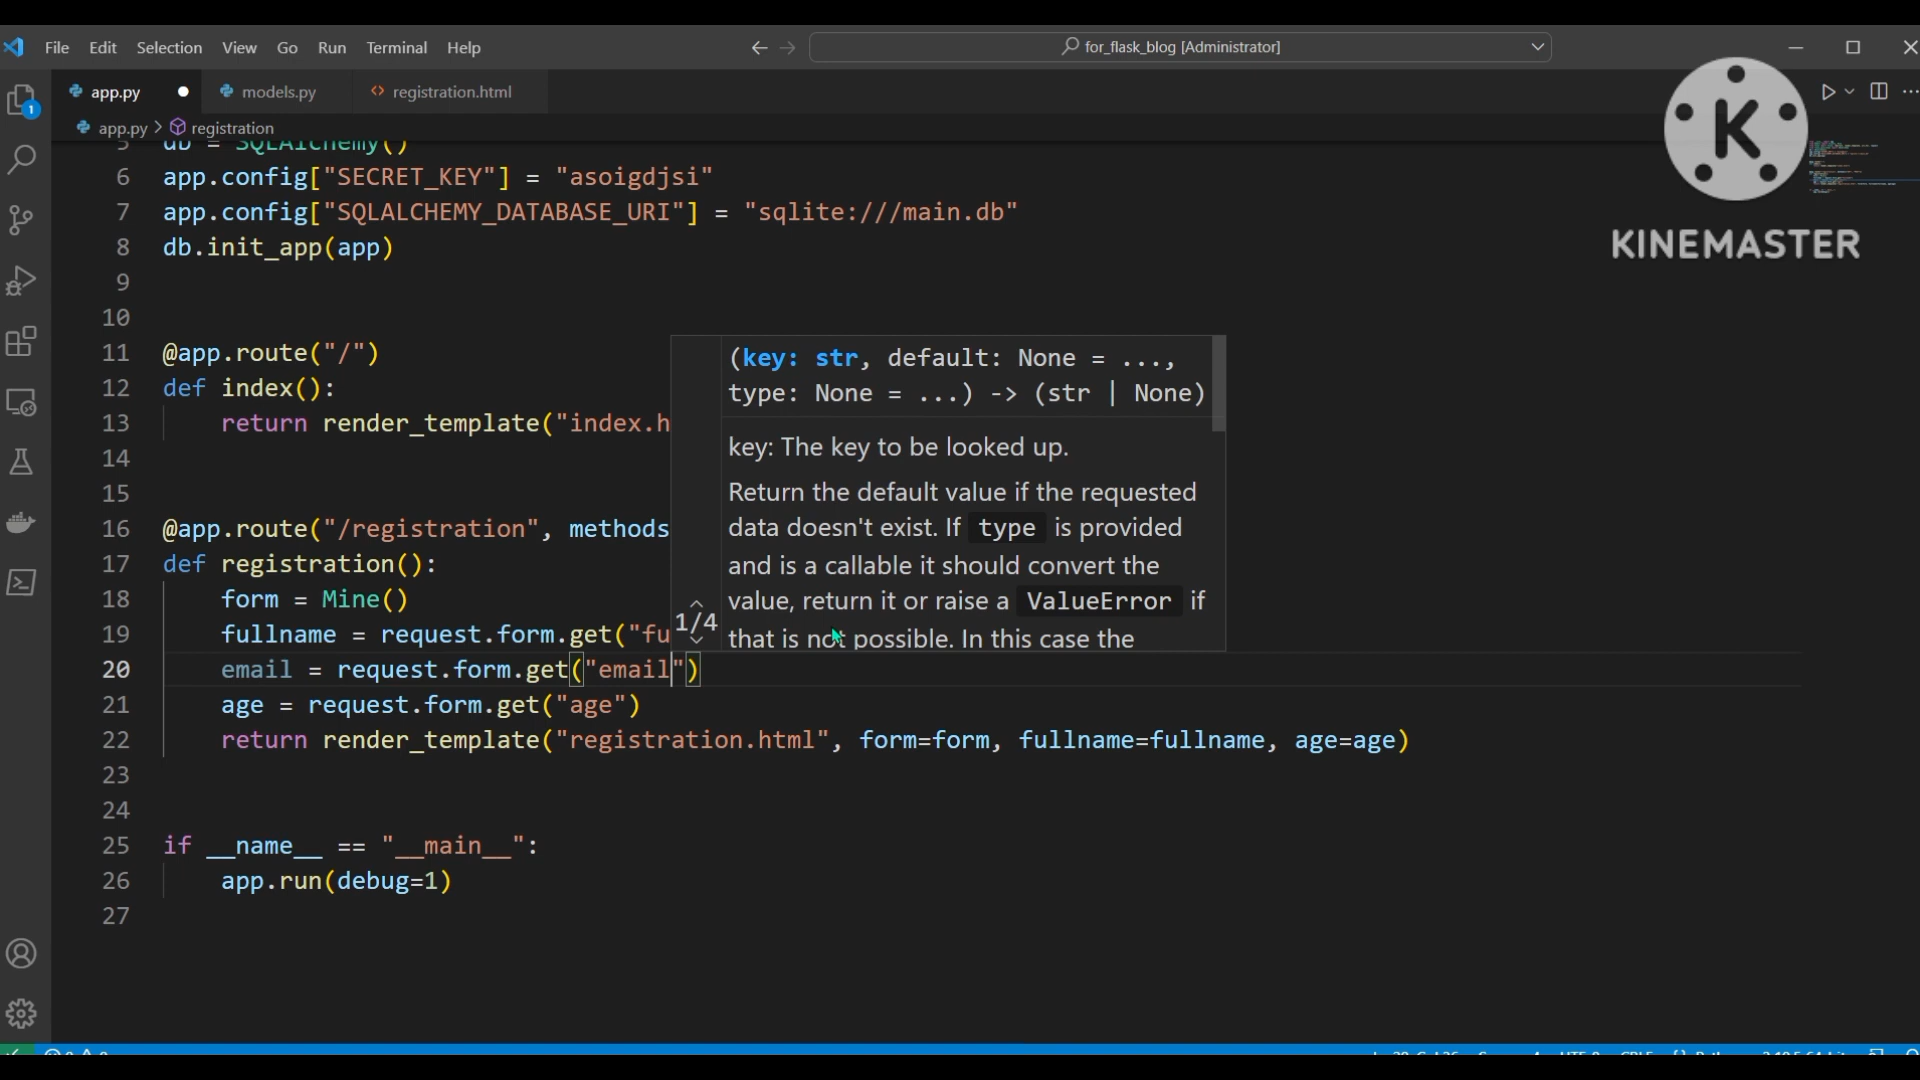 File Edit Selection View Go Run Terminal Help
for_flask_blog [Administrator]
app.py models.py registration.html
app.py > registration
KINEMASTER
5 db = SQLAlchemy()
6 app.config["SECRET_KEY"] = "asoigdjsi"
7 app.config["SQLALCHEMY_DATABASE_URI"] = "sqlite:///main.db"
8 db.init_app(app)
9
10
11 @app.route("/")
12 def index():
13 return render_template("index.h
14
15
16 @app.route("/registration", methods
17 def registration():
18 form = Mine()
19 fullname = request.form.get("fu
20 email = request.form.get("email")
21 age = request.form.get("age")
22 return render_template("registration.html", form=form, fullname=fullname, age=age)
23
24
25 if __name__ == "__main__":
26 app.run(debug=1)
27
(key: str, default: None = ...,
type: None = ...) -> (str | None)
key: The key to be looked up.
Return the default value if the requested
data doesn't exist. If type is provided
and is a callable it should convert the
value, return it or raise a ValueError if
that is not possible. In this case the
1/4
K
1